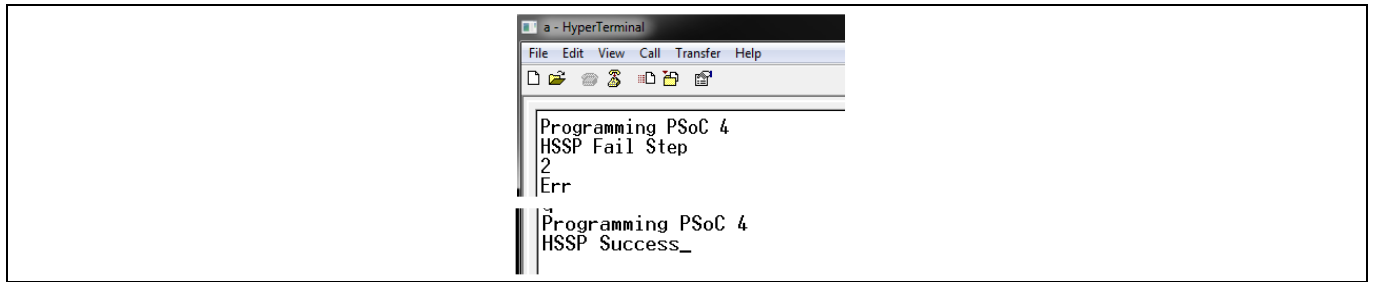 a - HyperTerminal
File Edit View Call Transfer Help
Programming PSoC 4
HSSP Fail Step
2
Err
Programming PSoC 4
HSSP Success_